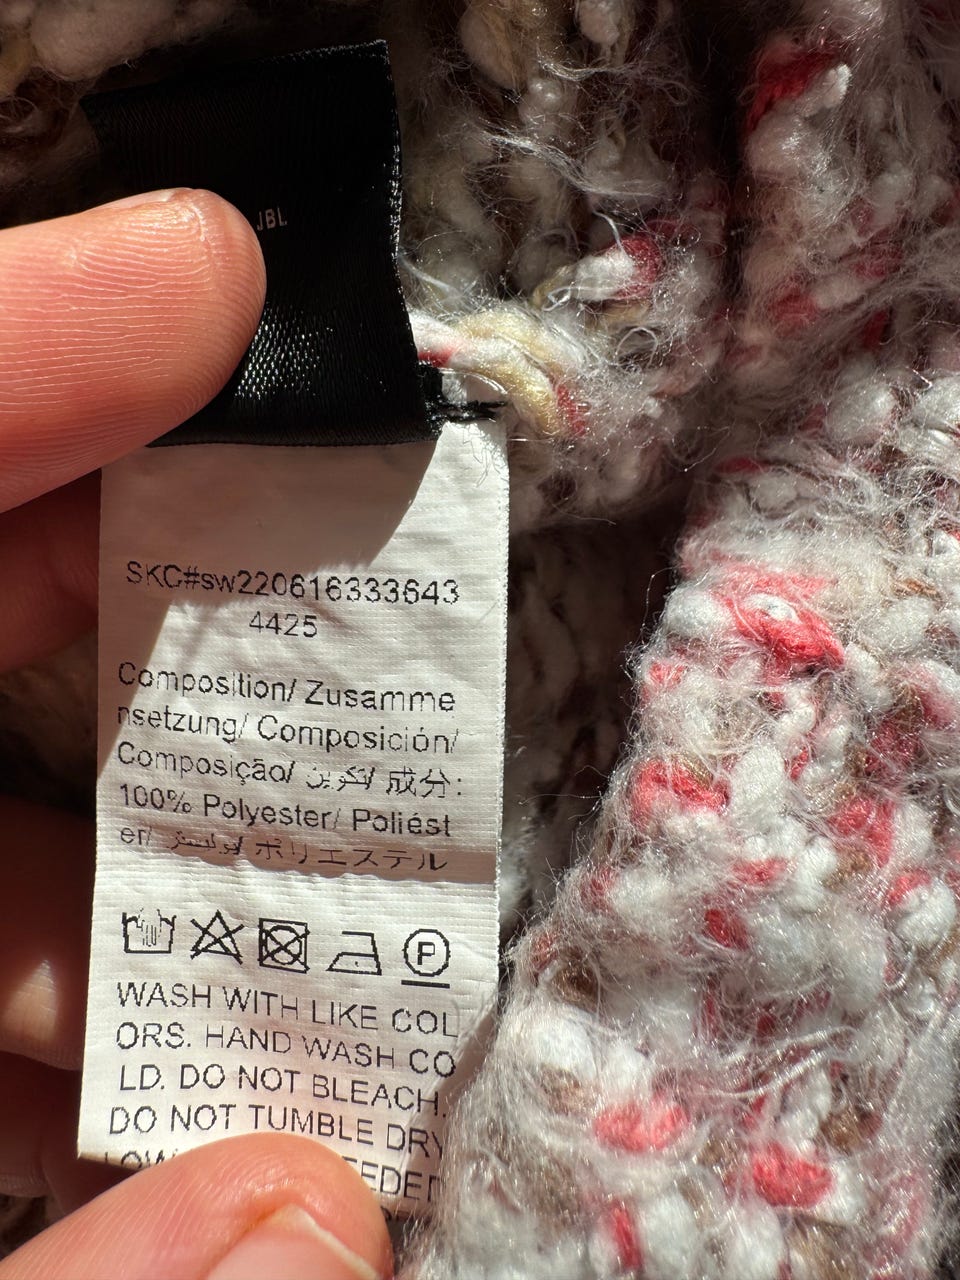 JBL
SKC#sw220616333643
4425
Composition/ Zusamme
nsetzung/ Composición/
Composição/ تكوين/ 成分:
100% Polyester/ Poliést
er/ بوليستر/ ポリエステル
P
WASH WITH LIKE COL
ORS. HAND WASH CO
LD. DO NOT BLEACH.
DO NOT TUMBLE DRY